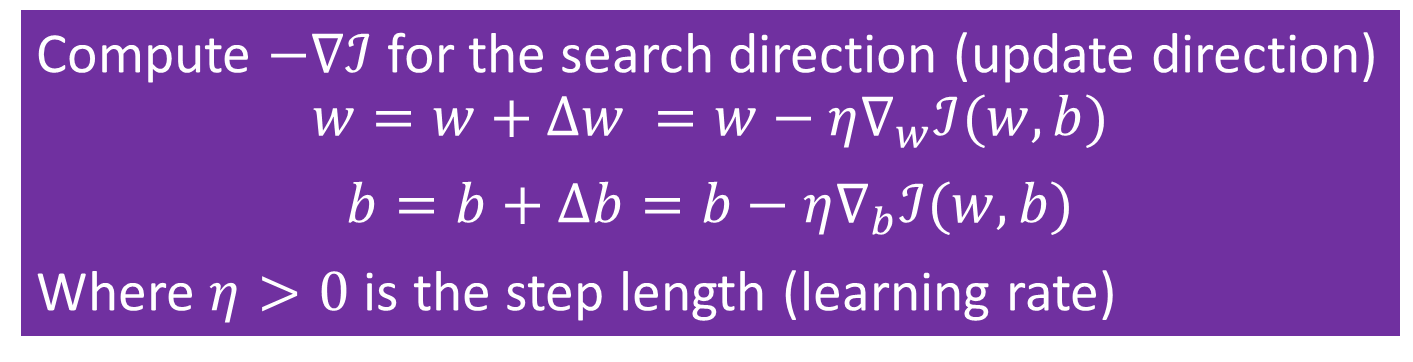 Compute −∇𝒥 for the search direction (update direction)
w = w + Δw = w − η∇_w𝒥(w, b)
b = b + Δb = b − η∇_b𝒥(w, b)
Where η > 0 is the step length (learning rate)